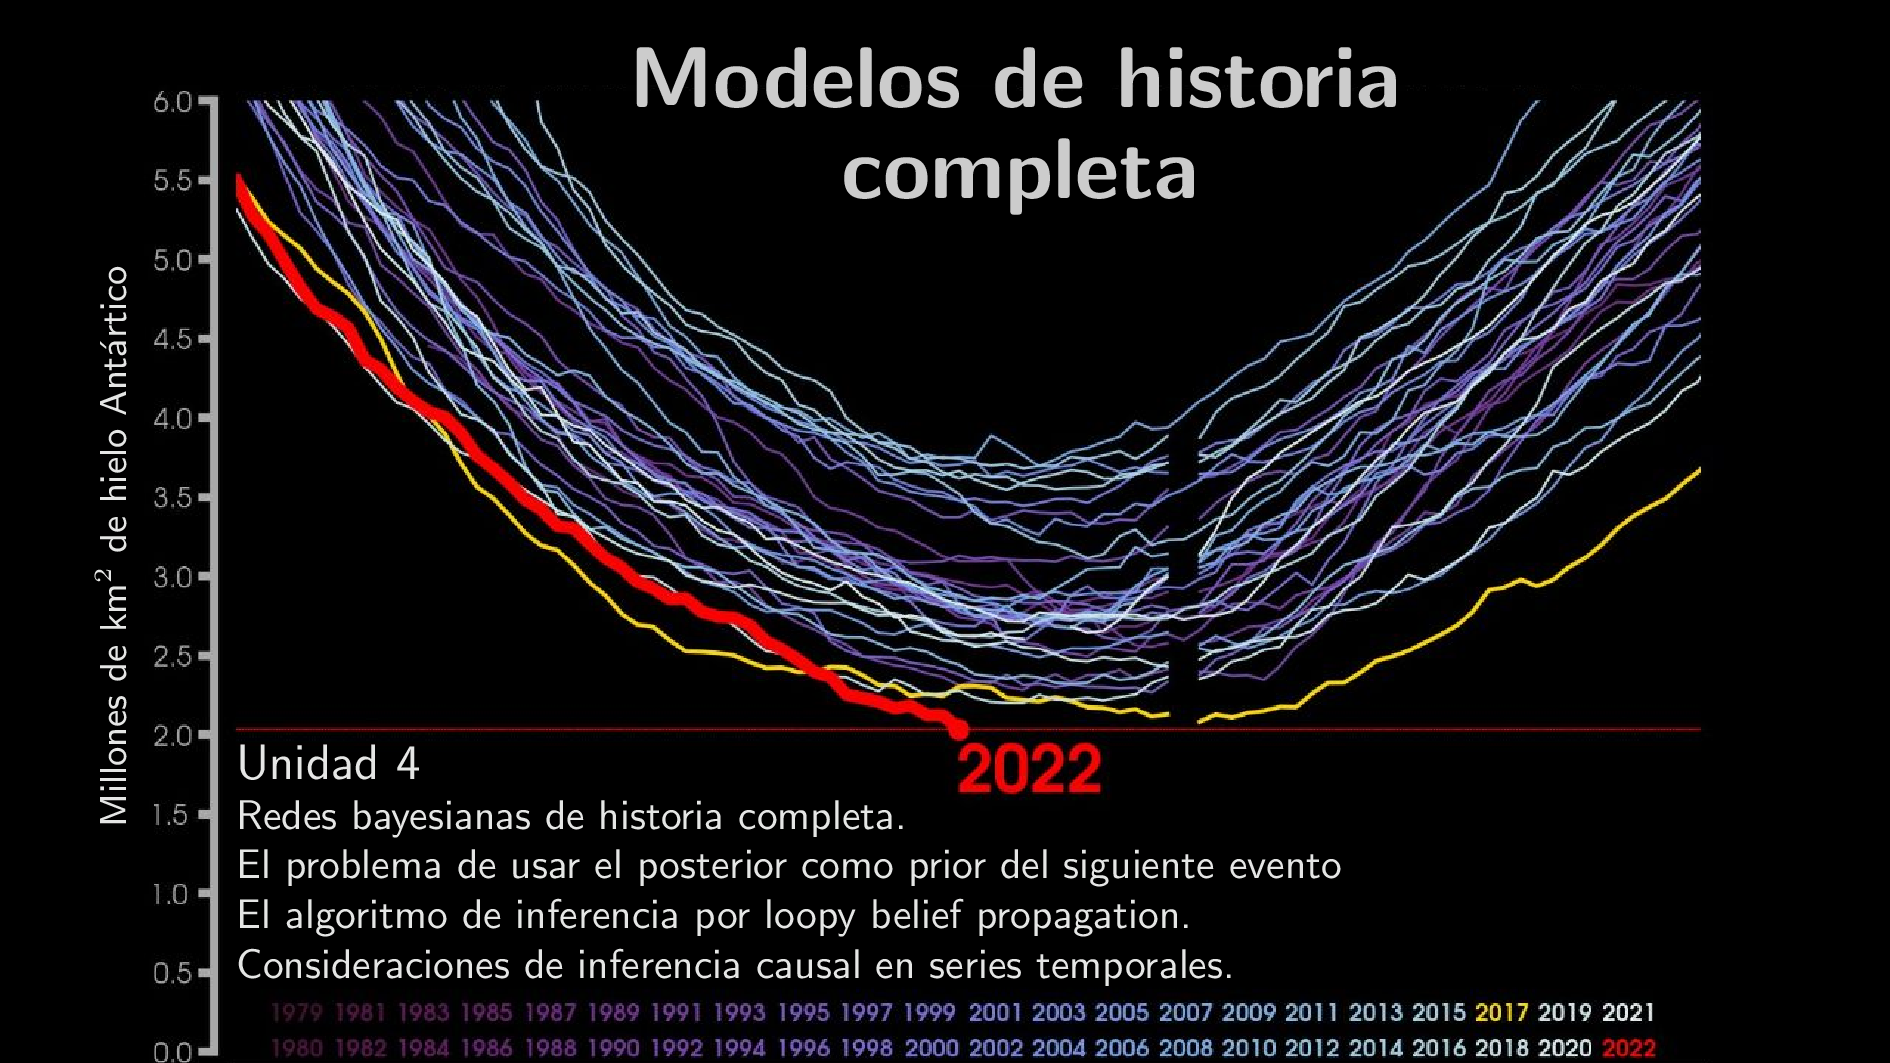 Modelos de historia
completa
Millones de km² de hielo Antártico
6.0
5.5
5.0
4.5
4.0
3.5
3.0
2.5
2.0
1.5
1.0
0.5
0.0
2022
Unidad 4
Redes bayesianas de historia completa.
El problema de usar el posterior como prior del siguiente evento
El algoritmo de inferencia por loopy belief propagation.
Consideraciones de inferencia causal en series temporales.
1979 1981 1983 1985 1987 1989 1991 1993 1995 1997 1999 2001 2003 2005 2007 2009 2011 2013 2015 2017 2019 2021
1980 1982 1984 1986 1988 1990 1992 1994 1996 1998 2000 2002 2004 2006 2008 2010 2012 2014 2016 2018 2020 2022